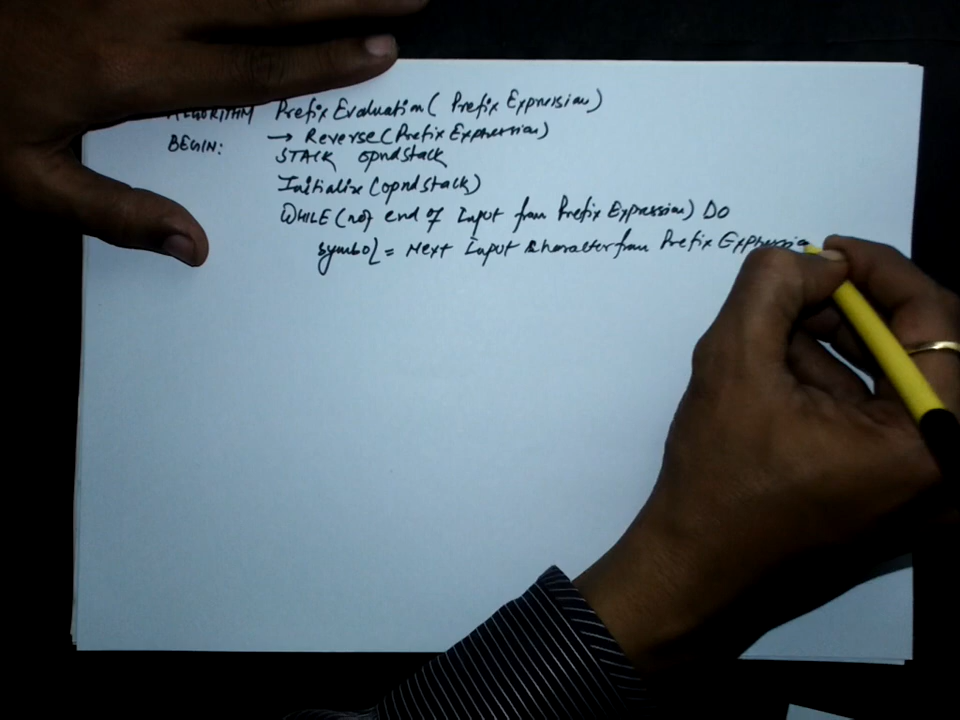 ALGORITHM Prefix Evaluation ( Prefix Expression )
BEGIN: → Reverse ( Prefix Expression )
STACK opndstack
Initialize ( opndstack )
WHILE ( not end of Input from Prefix Expression ) DO
symbol = Next Input Character from Prefix Expressio